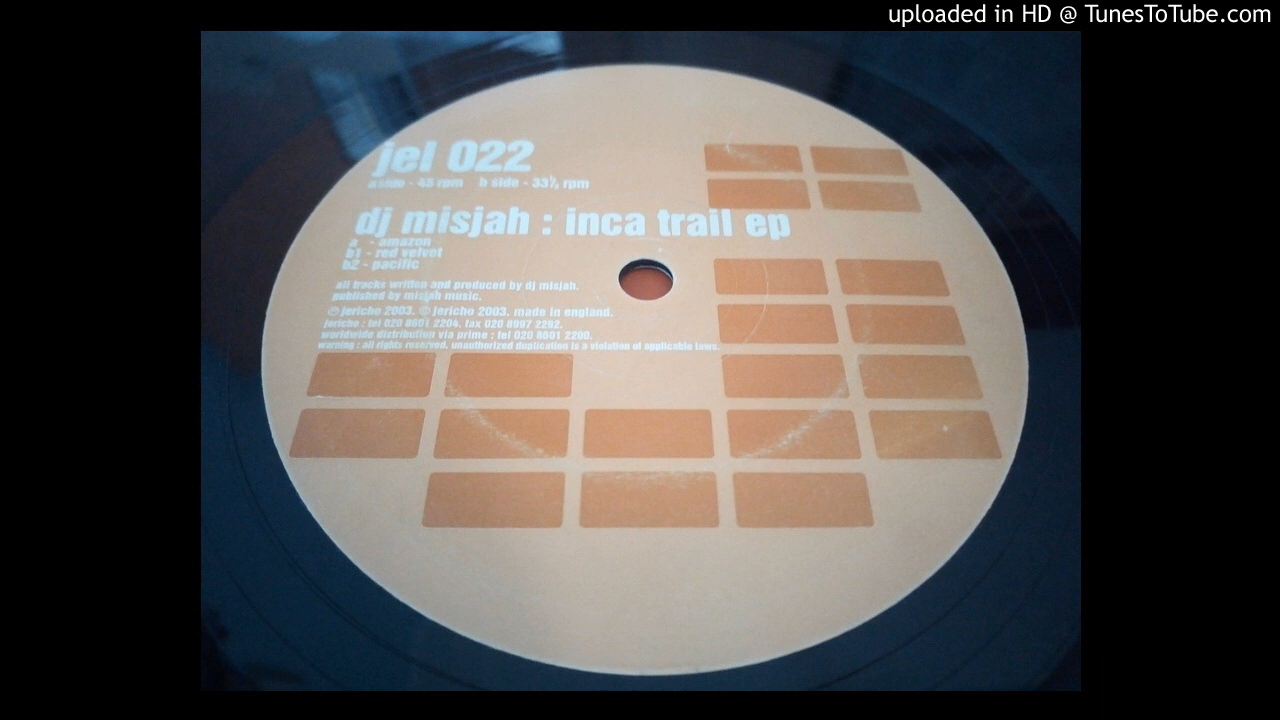 uploaded in HD @ TunesToTube.com
jel 022
a side - 45 rpm b side - 33⅓ rpm
dj misjah : inca trail ep
a - amazon
b1 - red velvet
b2 - pacific
all tracks written and produced by dj misjah.
published by misjah music.
℗ jericho 2003. © jericho 2003. made in england.
jericho : tel 020 8601 2204. fax 020 8997 2292.
worldwide distribution via prime : tel 020 8601 2200.
warning : all rights reserved. unauthorized duplication is a violation of applicable laws.